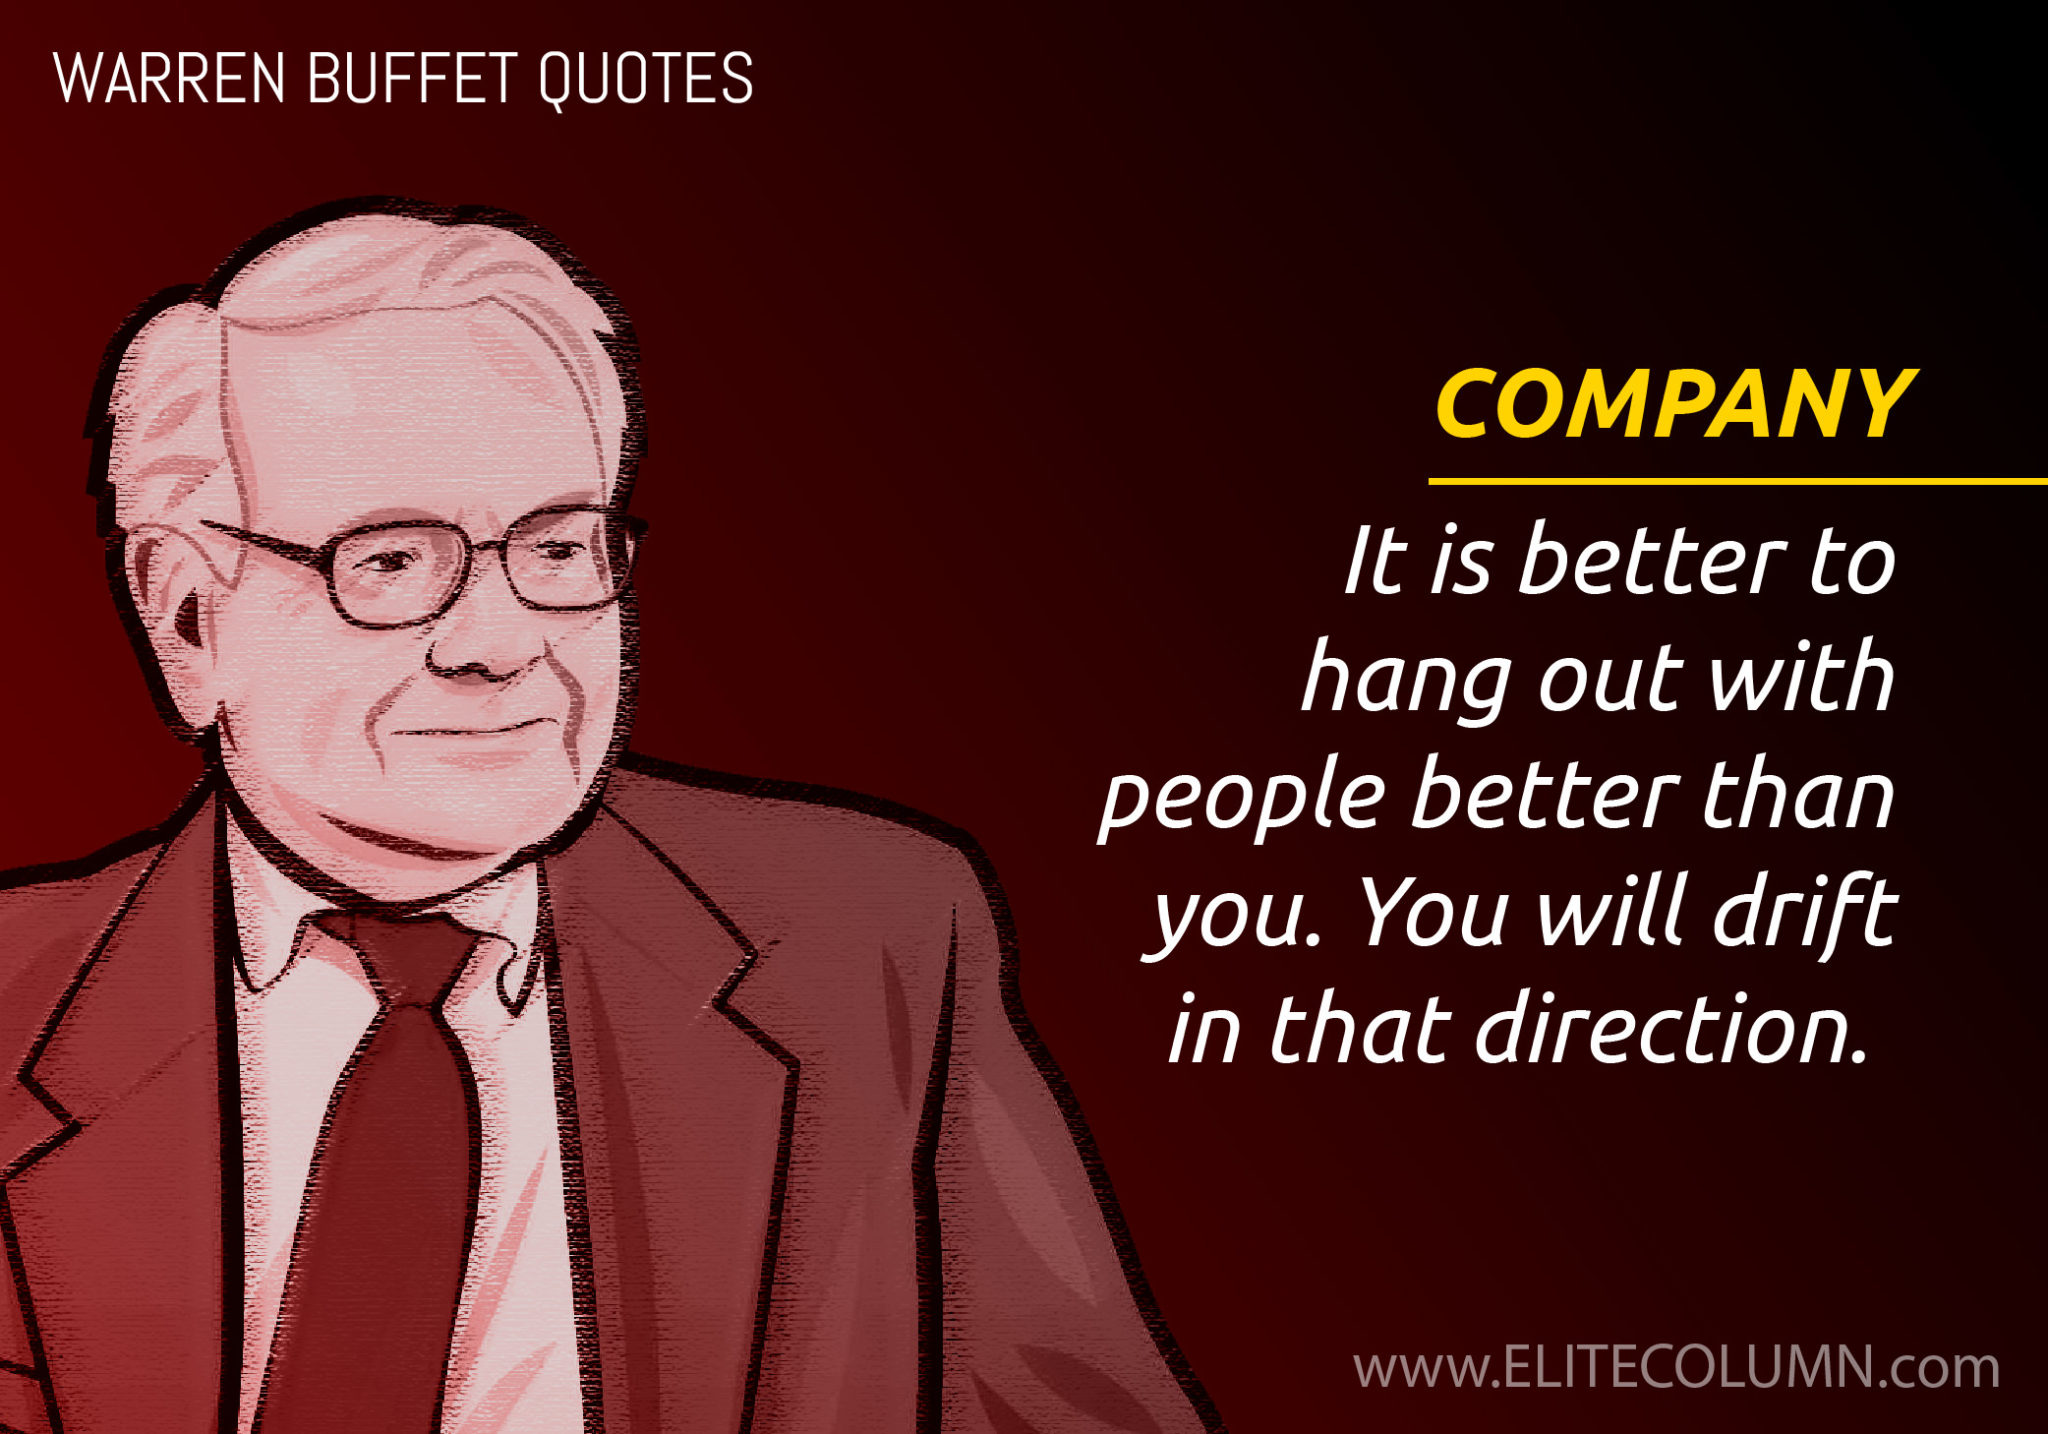 WARREN BUFFET QUOTES
COMPANY
It is better to
hang out with
people better than
you. You will drift
in that direction.
www.ELITECOLUMN.com